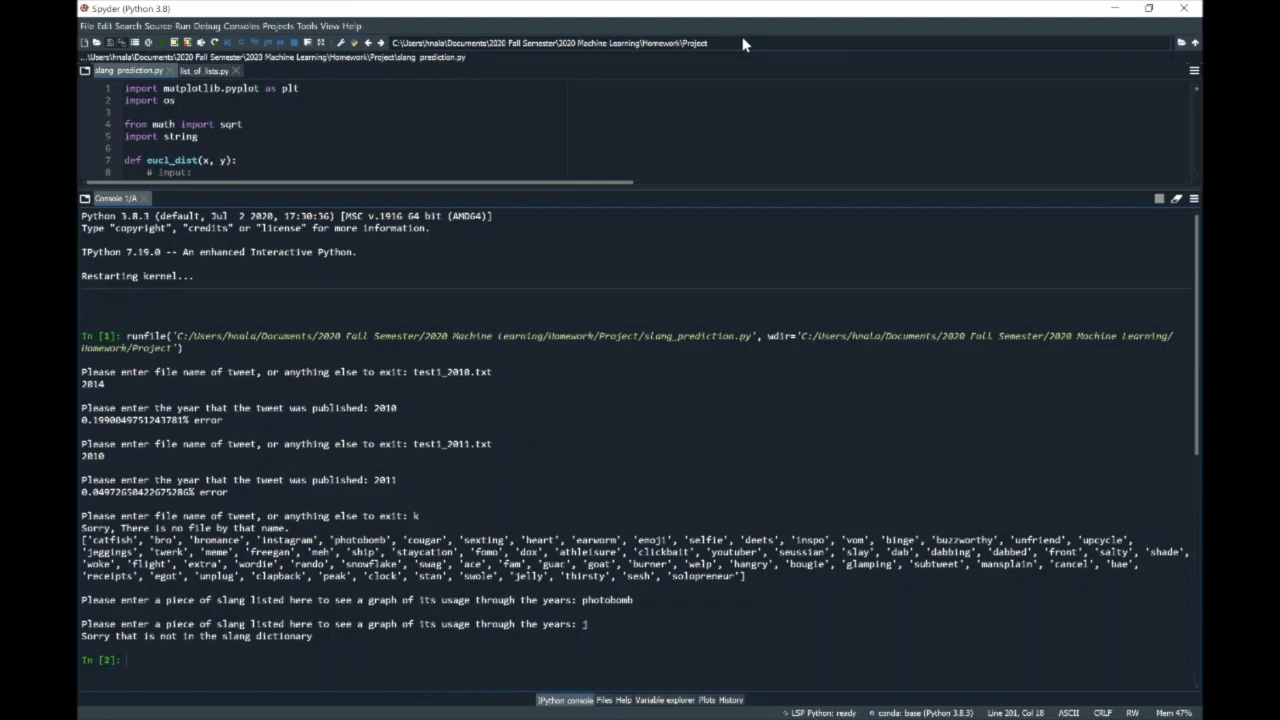 Spyder (Python 3.8)
File Edit Search Source Run Debug Consoles Projects Tools View Help
C:\Users\hnala\Documents\2020 Fall Semester\2020 Machine Learning\Homework\Project
...\Users\hnala\Documents\2020 Fall Semester\2020 Machine Learning\Homework\Project\slang_prediction.py
slang_prediction.py list_of_lists.py
1 import matplotlib.pyplot as plt
2 import os
3
4 from math import sqrt
5 import string
6
7 def eucl_dist(x, y):
8 # input:
Console 1/A
Python 3.8.3 (default, Jul 2 2020, 17:30:36) [MSC v.1916 64 bit (AMD64)]
Type "copyright", "credits" or "license" for more information.
IPython 7.19.0 -- An enhanced Interactive Python.
Restarting kernel...
In [1]: runfile('C:/Users/hnala/Documents/2020 Fall Semester/2020 Machine Learning/Homework/Project/slang_prediction.py', wdir='C:/Users/hnala/Documents/2020 Fall Semester/2020 Machine Learning/
Homework/Project')
Please enter file name of tweet, or anything else to exit: test1_2010.txt
2014
Please enter the year that the tweet was published: 2010
0.1990049751243781% error
Please enter file name of tweet, or anything else to exit: test1_2011.txt
2010
Please enter the year that the tweet was published: 2011
0.04972650422675286% error
Please enter file name of tweet, or anything else to exit: k
Sorry, There is no file by that name.
['catfish', 'bro', 'bromance', 'instagram', 'photobomb', 'cougar', 'sexting', 'heart', 'earworm', 'emoji', 'selfie', 'deets', 'inspo', 'vom', 'binge', 'buzzworthy', 'unfriend', 'upcycle',
'jeggings', 'twerk', 'meme', 'freegan', 'meh', 'ship', 'staycation', 'fomo', 'dox', 'athleisure', 'clickbait', 'youtuber', 'seussian', 'slay', 'dab', 'dabbing', 'dabbed', 'front', 'salty', 'shade',
'woke', 'flight', 'extra', 'wordie', 'rando', 'snowflake', 'swag', 'ace', 'fam', 'guac', 'goat', 'burner', 'welp', 'hangry', 'bougie', 'glamping', 'subtweet', 'mansplain', 'cancel', 'bae',
'receipts', 'egot', 'unplug', 'clapback', 'peak', 'clock', 'stan', 'swole', 'jelly', 'thirsty', 'sesh', 'solopreneur']
Please enter a piece of slang listed here to see a graph of its usage through the years: photobomb
Please enter a piece of slang listed here to see a graph of its usage through the years: j
Sorry that is not in the slang dictionary
In [2]:
IPython console Files Help Variable explorer Plots History
LSP Python: ready conda: base (Python 3.8.3) Line 201, Col 18 ASCII CRLF RW Mem 47%